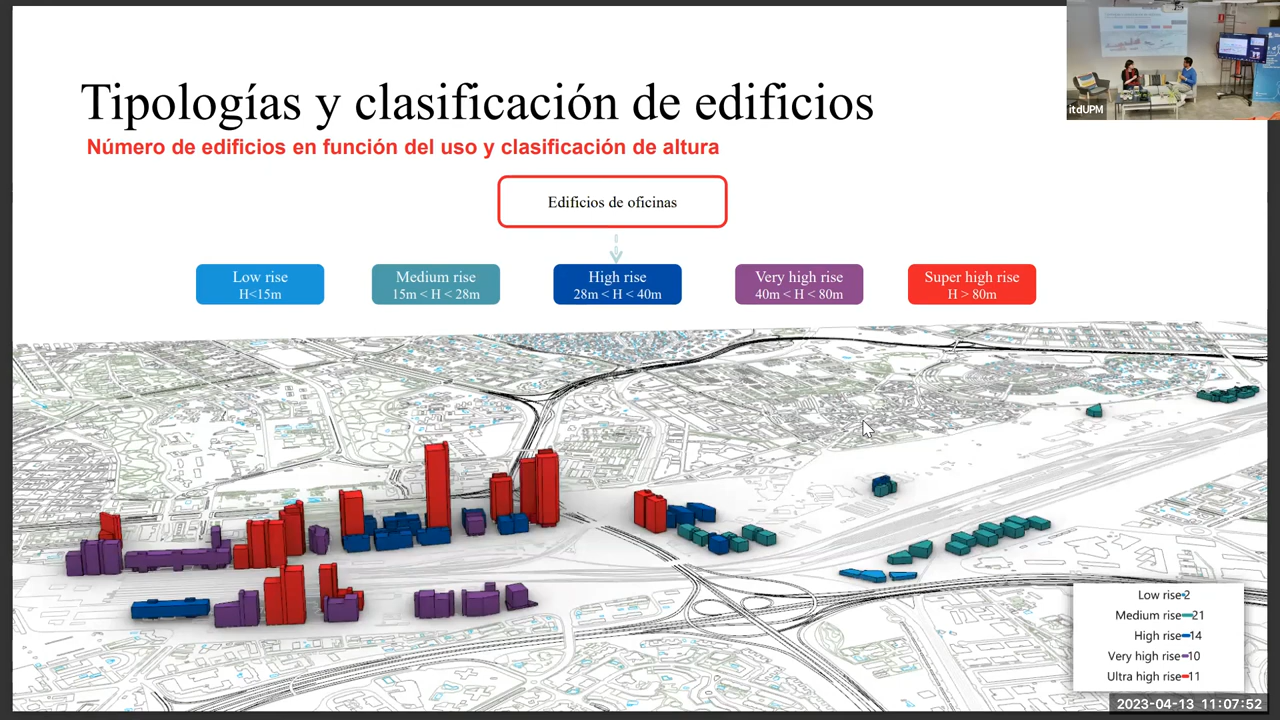 Tipologías y clasificación de edificios
Número de edificios en función del uso y clasificación de altura
Edificios de oficinas
Low rise
H<15m
Medium rise
15m < H < 28m
High rise
28m < H < 40m
Very high rise
40m < H < 80m
Super high rise
H > 80m
itdUPM
Low rise 2
Medium rise 21
High rise 14
Very high rise 10
Ultra high rise 11
2023-04-13 11:07:52